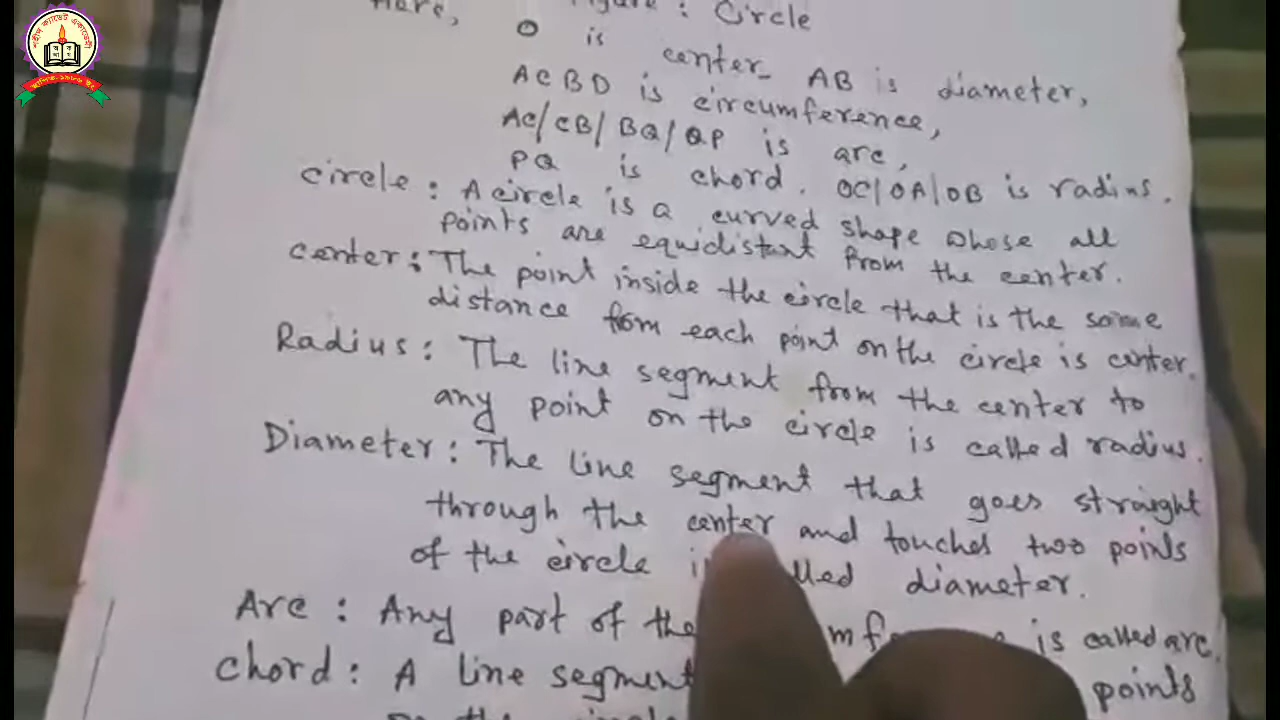 Here, Figure : Circle
O is center. AB is diameter,
ACBD is circumference,
AC/CB/BQ/QP is arc,
PQ is chord. OC/OA/OB is radius.
circle : A circle is a curved shape whose all
points are equidistant from the center.
center : The point inside the circle that is the same
distance from each point on the circle is center.
Radius : The line segment from the center to
any point on the circle is called radius.
Diameter : The line segment that goes straight
through the center and touches two points
of the circle diameter.
Arc : Any part of the is called arc.
chord : A line segment points